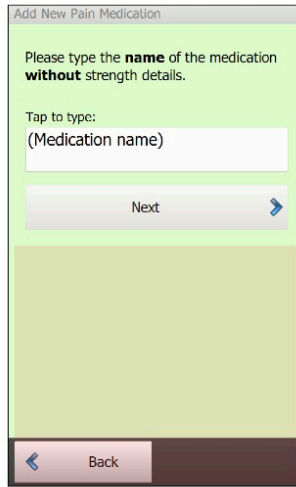 Add New Pain Medication
Please type the name of the medication
without strength details.
Tap to type:
(Medication name)
Next
Back